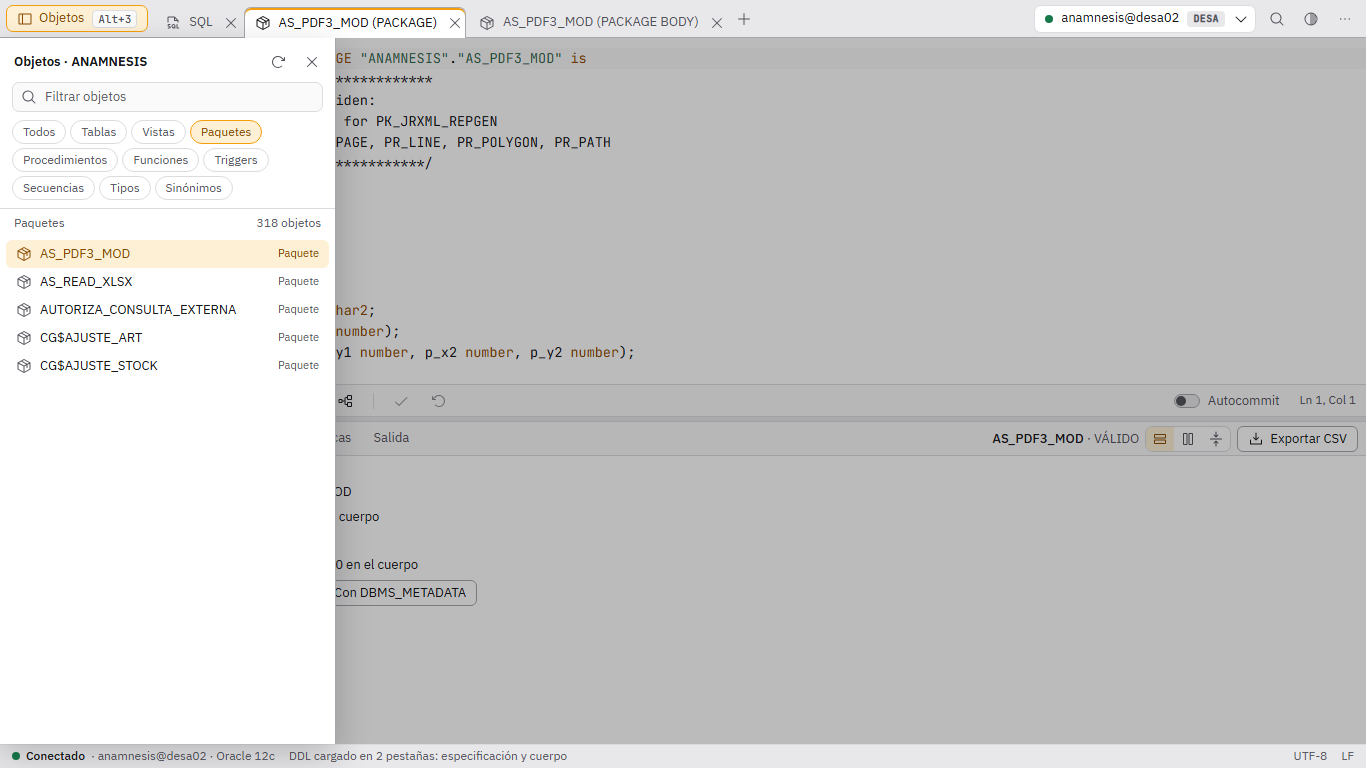 Objetos Alt+3 SQL AS_PDF3_MOD (PACKAGE) AS_PDF3_MOD (PACKAGE BODY) anamnesis@desa02 DESA
Objetos · ANAMNESIS
Filtrar objetos
Todos Tablas Vistas Paquetes
Procedimientos Funciones Triggers
Secuencias Tipos Sinónimos
Paquetes 318 objetos
AS_PDF3_MOD Paquete
AS_READ_XLSX Paquete
AUTORIZA_CONSULTA_EXTERNA Paquete
CG$AJUSTE_ART Paquete
CG$AJUSTE_STOCK Paquete
GE "ANAMNESIS"."AS_PDF3_MOD" is
************
iden:
for PK_JRXML_REPGEN
PAGE, PR_LINE, PR_POLYGON, PR_PATH
***********/
har2;
number);
y1 number, p_x2 number, p_y2 number);
Autocommit Ln 1, Col 1
cas Salida AS_PDF3_MOD · VÁLIDO Exportar CSV
OD
cuerpo
0 en el cuerpo
Con DBMS_METADATA
Conectado · anamnesis@desa02 · Oracle 12c DDL cargado en 2 pestañas: especificación y cuerpo UTF-8 LF